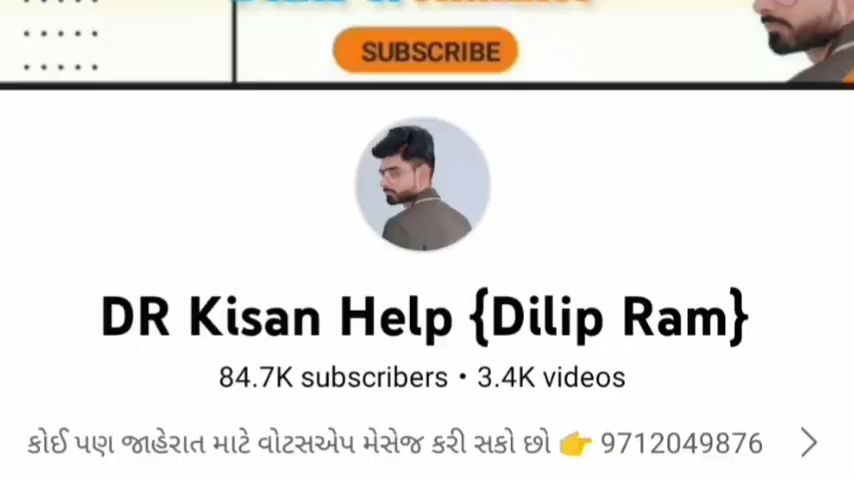 SUBSCRIBE
DR Kisan Help {Dilip Ram}
84.7K subscribers • 3.4K videos
કોઈ પણ જાહેરાત માટે વોટસએપ મેસેજ કરી સકો છો 👉 9712049876